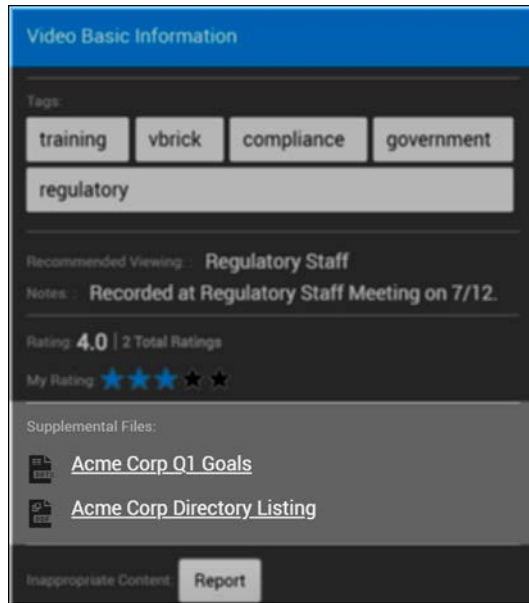 Video Basic Information
Tags:
training vbrick compliance government
regulatory
Recommended Viewing: : Regulatory Staff
Notes: : Recorded at Regulatory Staff Meeting on 7/12.
Rating: 4.0 | 2 Total Ratings
My Rating:
Supplemental Files:
Acme Corp Q1 Goals
Acme Corp Directory Listing
Inappropriate Content: Report